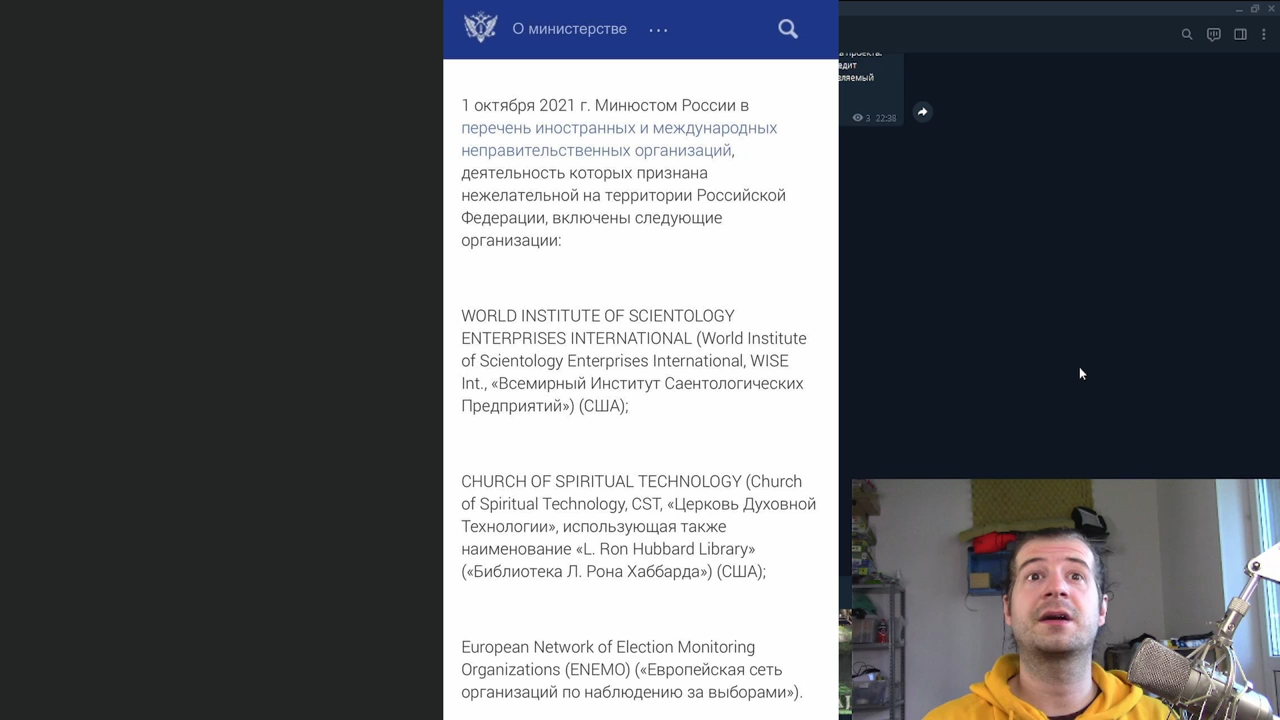 О министерстве ...
1 октября 2021 г. Минюстом России в
перечень иностранных и международных
неправительственных организаций,
деятельность которых признана
нежелательной на территории Российской
Федерации, включены следующие
организации:
WORLD INSTITUTE OF SCIENTOLOGY
ENTERPRISES INTERNATIONAL (World Institute
of Scientology Enterprises International, WISE
Int., «Всемирный Институт Саентологических
Предприятий») (США);
CHURCH OF SPIRITUAL TECHNOLOGY (Church
of Spiritual Technology, CST, «Церковь Духовной
Технологии», использующая также
наименование «L. Ron Hubbard Library»
(«Библиотека Л. Рона Хаббарда») (США);
European Network of Election Monitoring
Organizations (ENEMO) («Европейская сеть
организаций по наблюдению за выборами»).
3 22:38